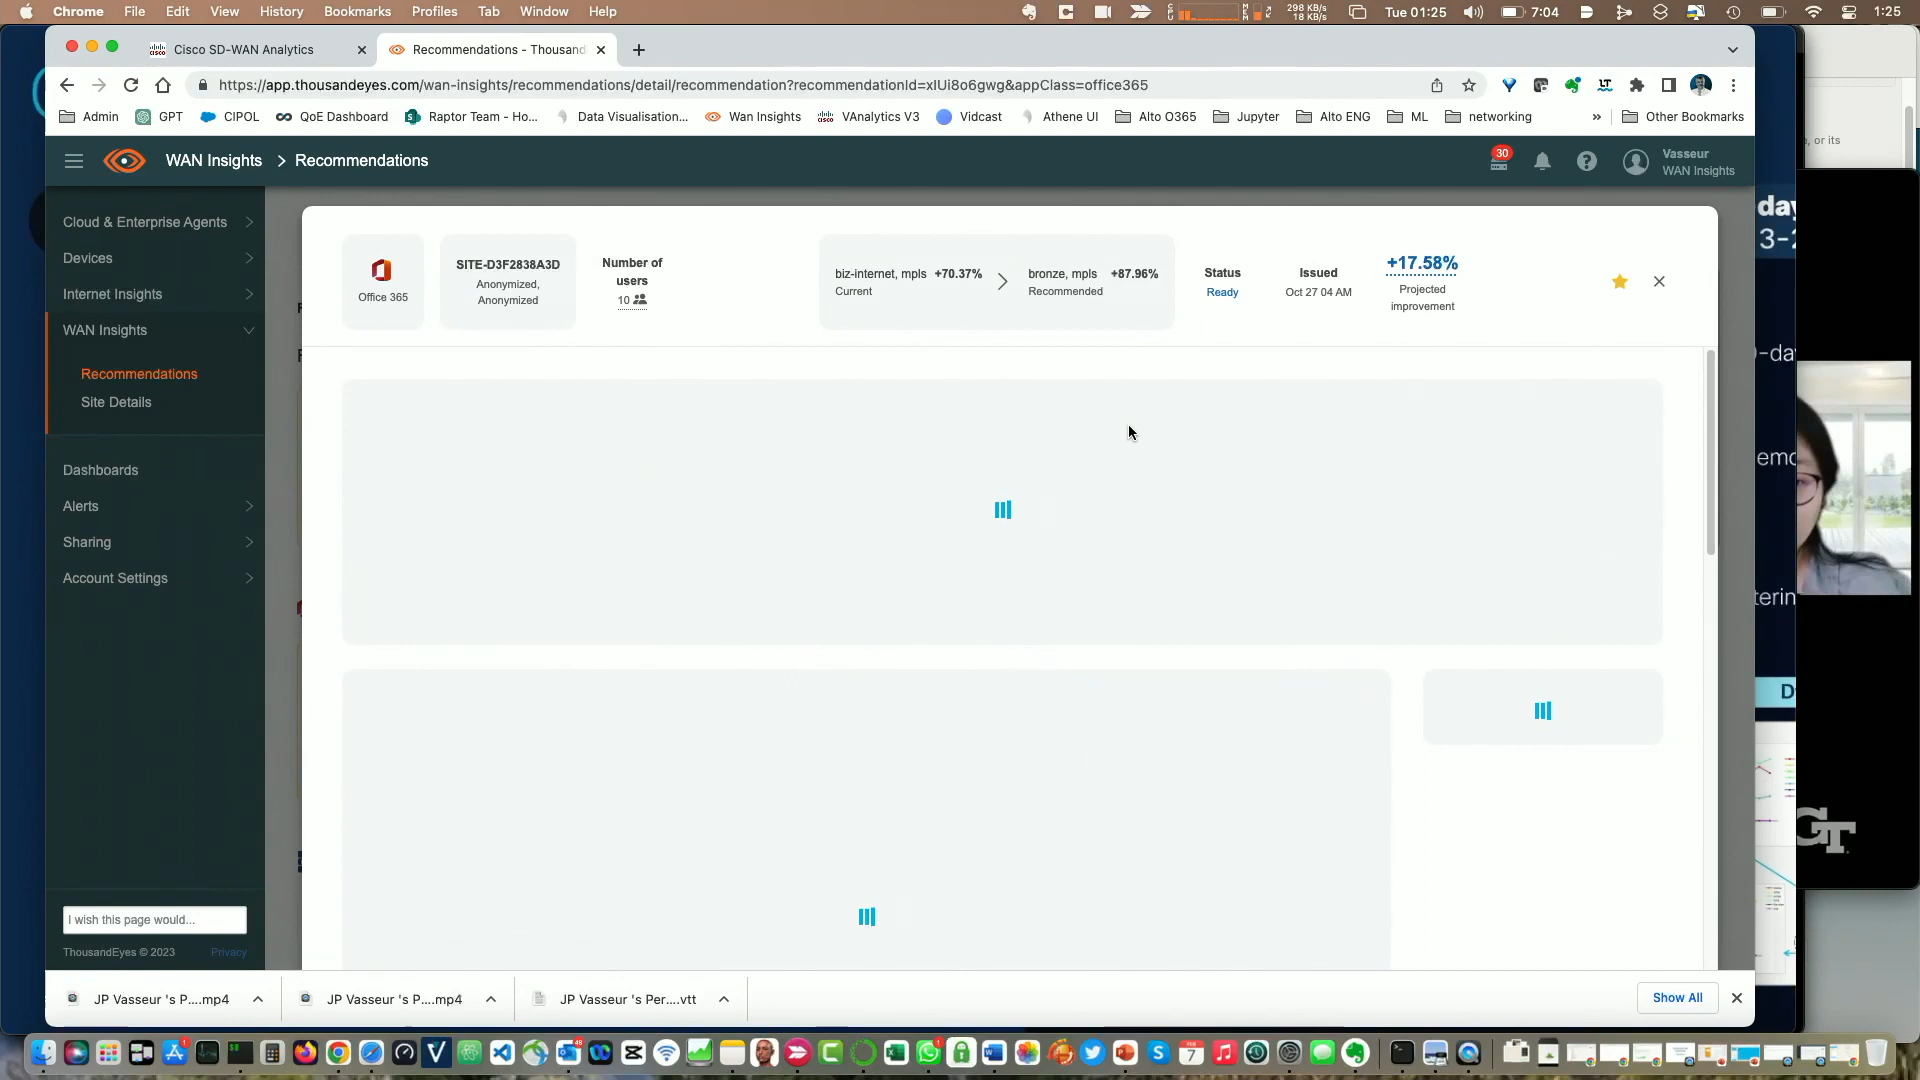 Chrome File Edit View History Bookmarks Profiles Tab Window Help 298 KB/s 18 KB/s Tue 01:25 7:04 1:25
Cisco SD-WAN Analytics Recommendations - Thousand
https://app.thousandeyes.com/wan-insights/recommendations/detail/recommendation?recommendationId=xIUi8o6gwg&appClass=office365
Admin GPT CIPOL QoE Dashboard Raptor Team - Ho... Data Visualisation... Wan Insights VAnalytics V3 Vidcast Athene UI Alto O365 Jupyter Alto ENG ML networking » Other Bookmarks
, or its
WAN Insights > Recommendations
30
Vasseur
WAN Insights
Cloud & Enterprise Agents
Devices
Internet Insights
WAN Insights
Recommendations
Site Details
Dashboards
Alerts
Sharing
Account Settings
I wish this page would...
ThousandEyes © 2023 Privacy
Office 365
SITE-D3F2838A3D
Anonymized,
Anonymized
Number of
users
10
biz-internet, mpls +70.37%
Current
bronze, mpls +87.96%
Recommended
Status
Ready
Issued
Oct 27 04 AM
+17.58%
Projected
improvement
JP Vasseur 's P....mp4 JP Vasseur 's P....mp4 JP Vasseur 's Per....vtt Show All
GT